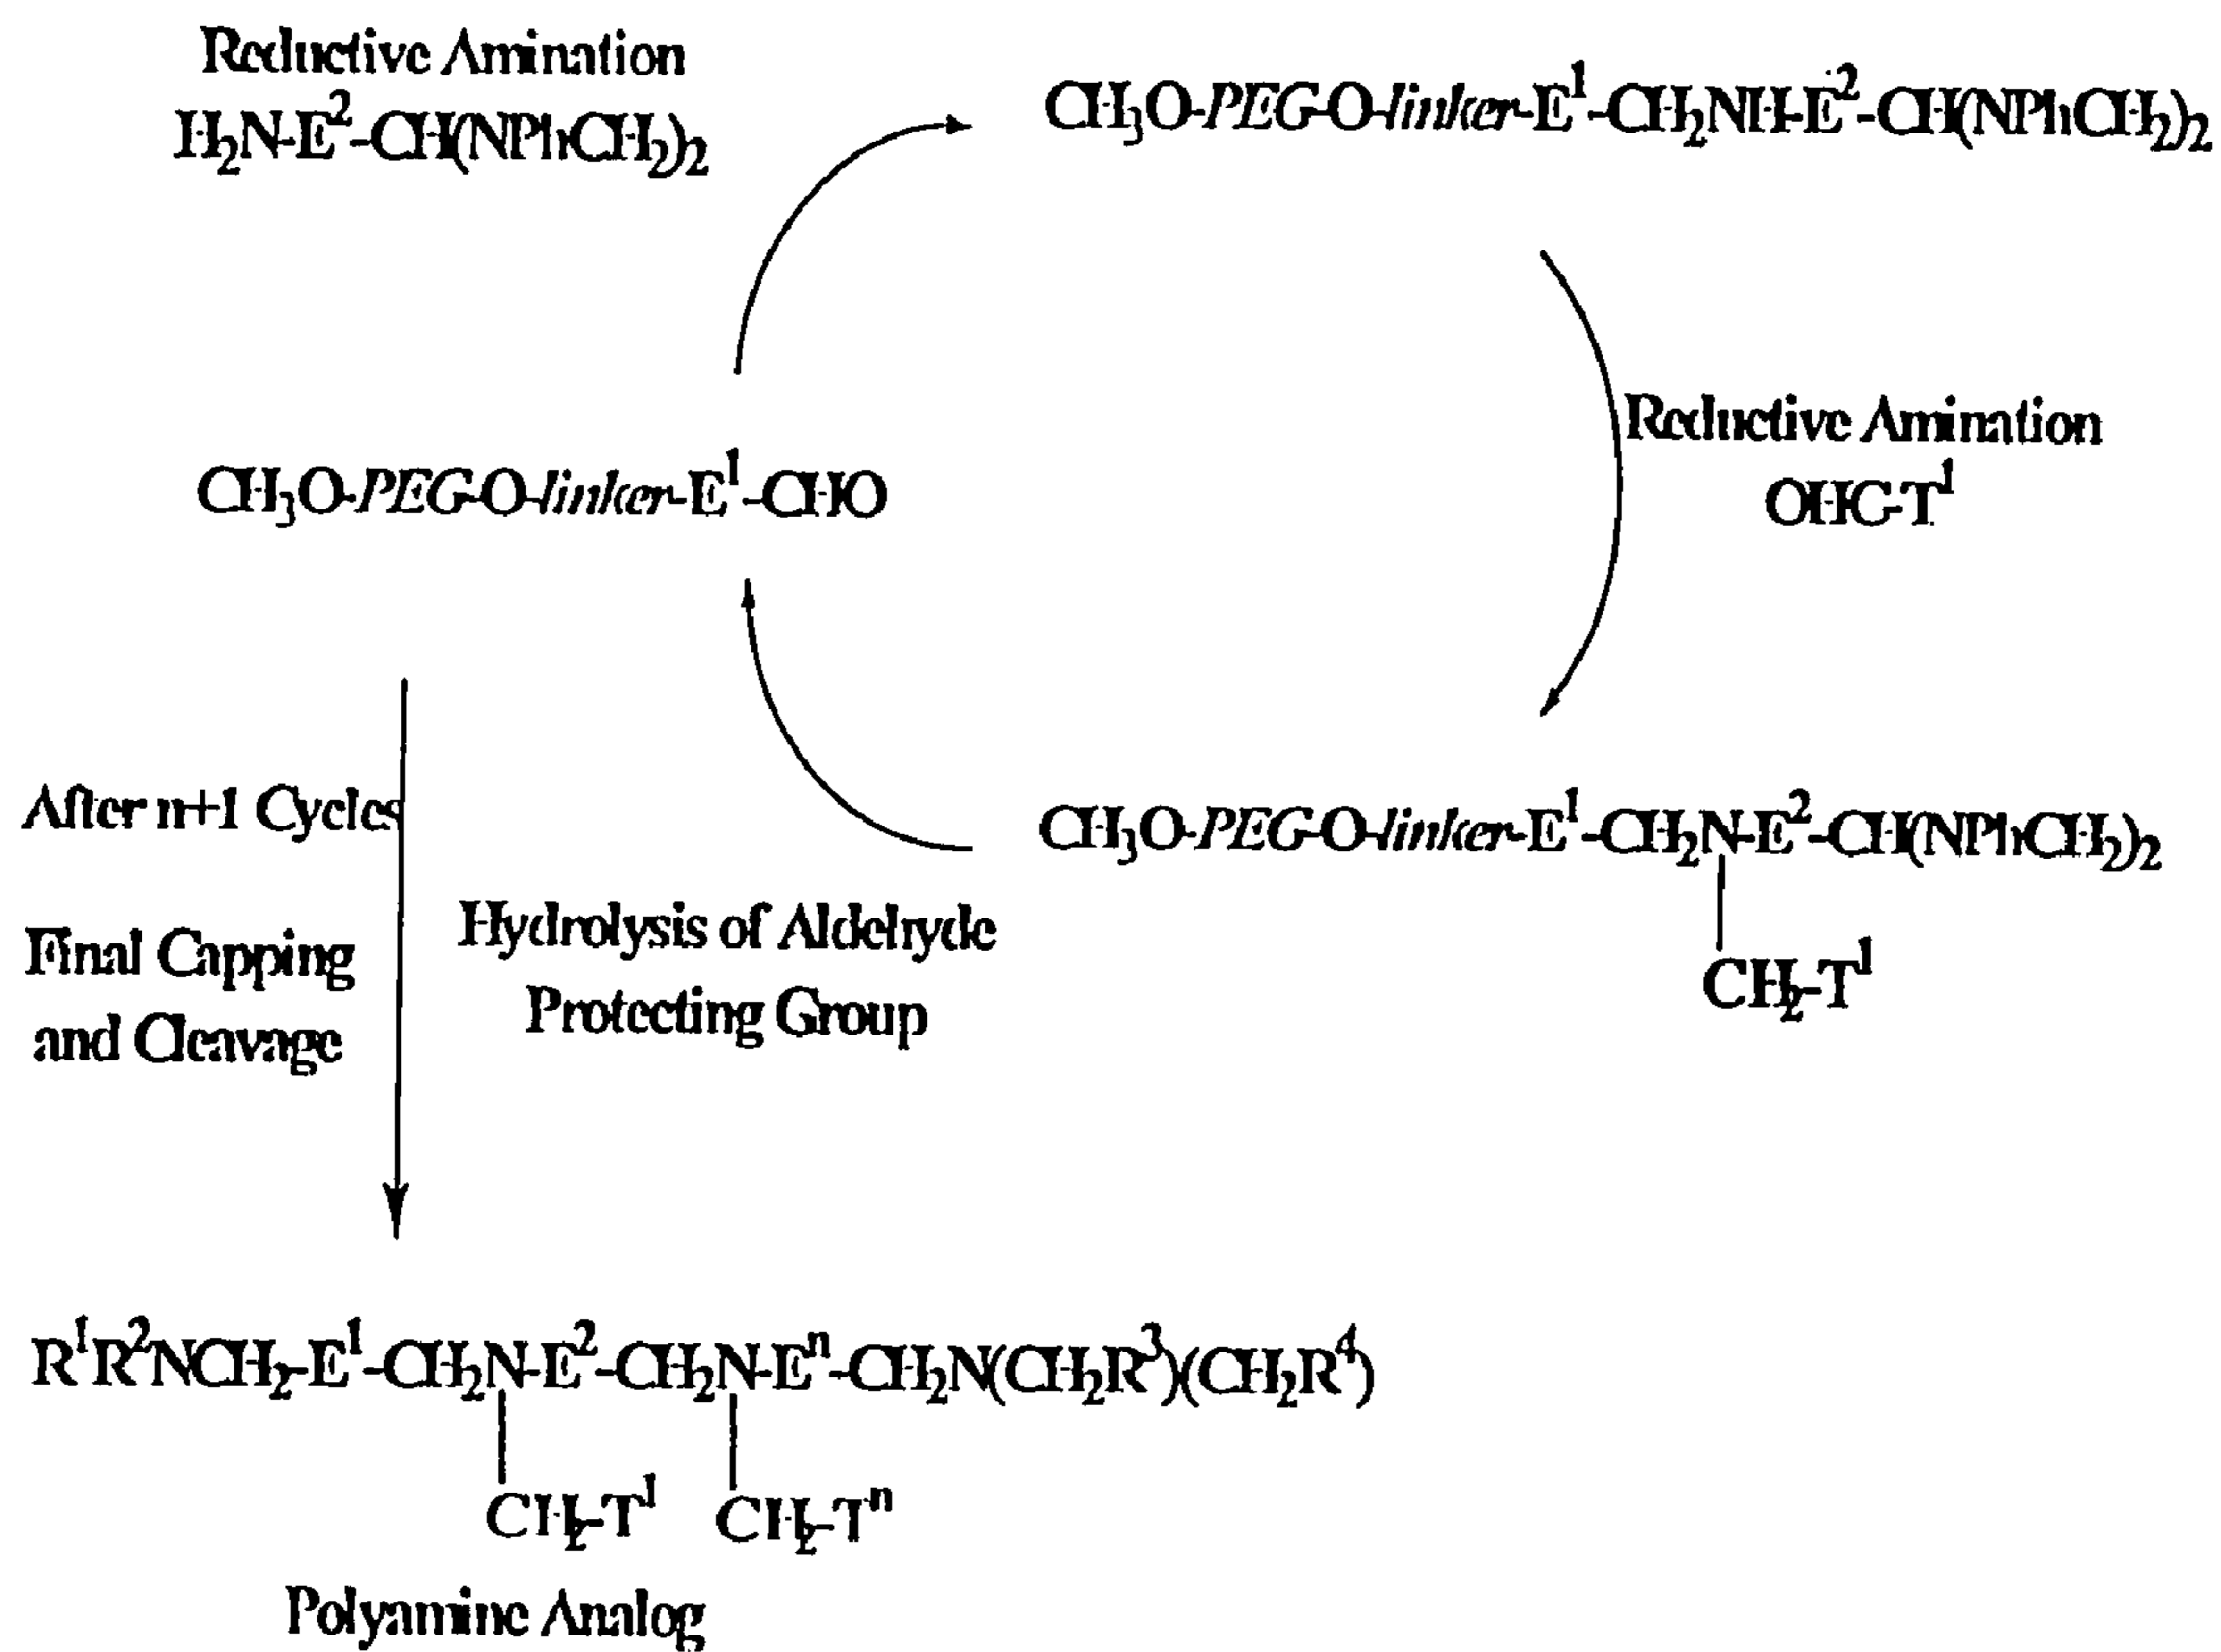 Reductive Amination
H₂N-E²-CH(NPhCH₂)₂
CH₃O-PEG-O-linker-E¹-CH₂NH-E²-CH(NPhCH₂)₂
Reductive Amination
OHC-T¹
CH₃O-PEG-O-linker-E¹-CHO
After n+1 Cycles
Final Capping
and Cleavage
Hydrolysis of Aldehyde
Protecting Group
CH₃O-PEG-O-linker-E¹-CH₂N-E²-CH(NPhCH₂)₂
CH₂-T¹
R¹R²NCH₂-E¹-CH₂N-E²-CH₂N-Eⁿ-CH₂N(CH₂R³)(CH₂R⁴)
CH₂-T¹ CH₂-Tⁿ
Polyamine Analog